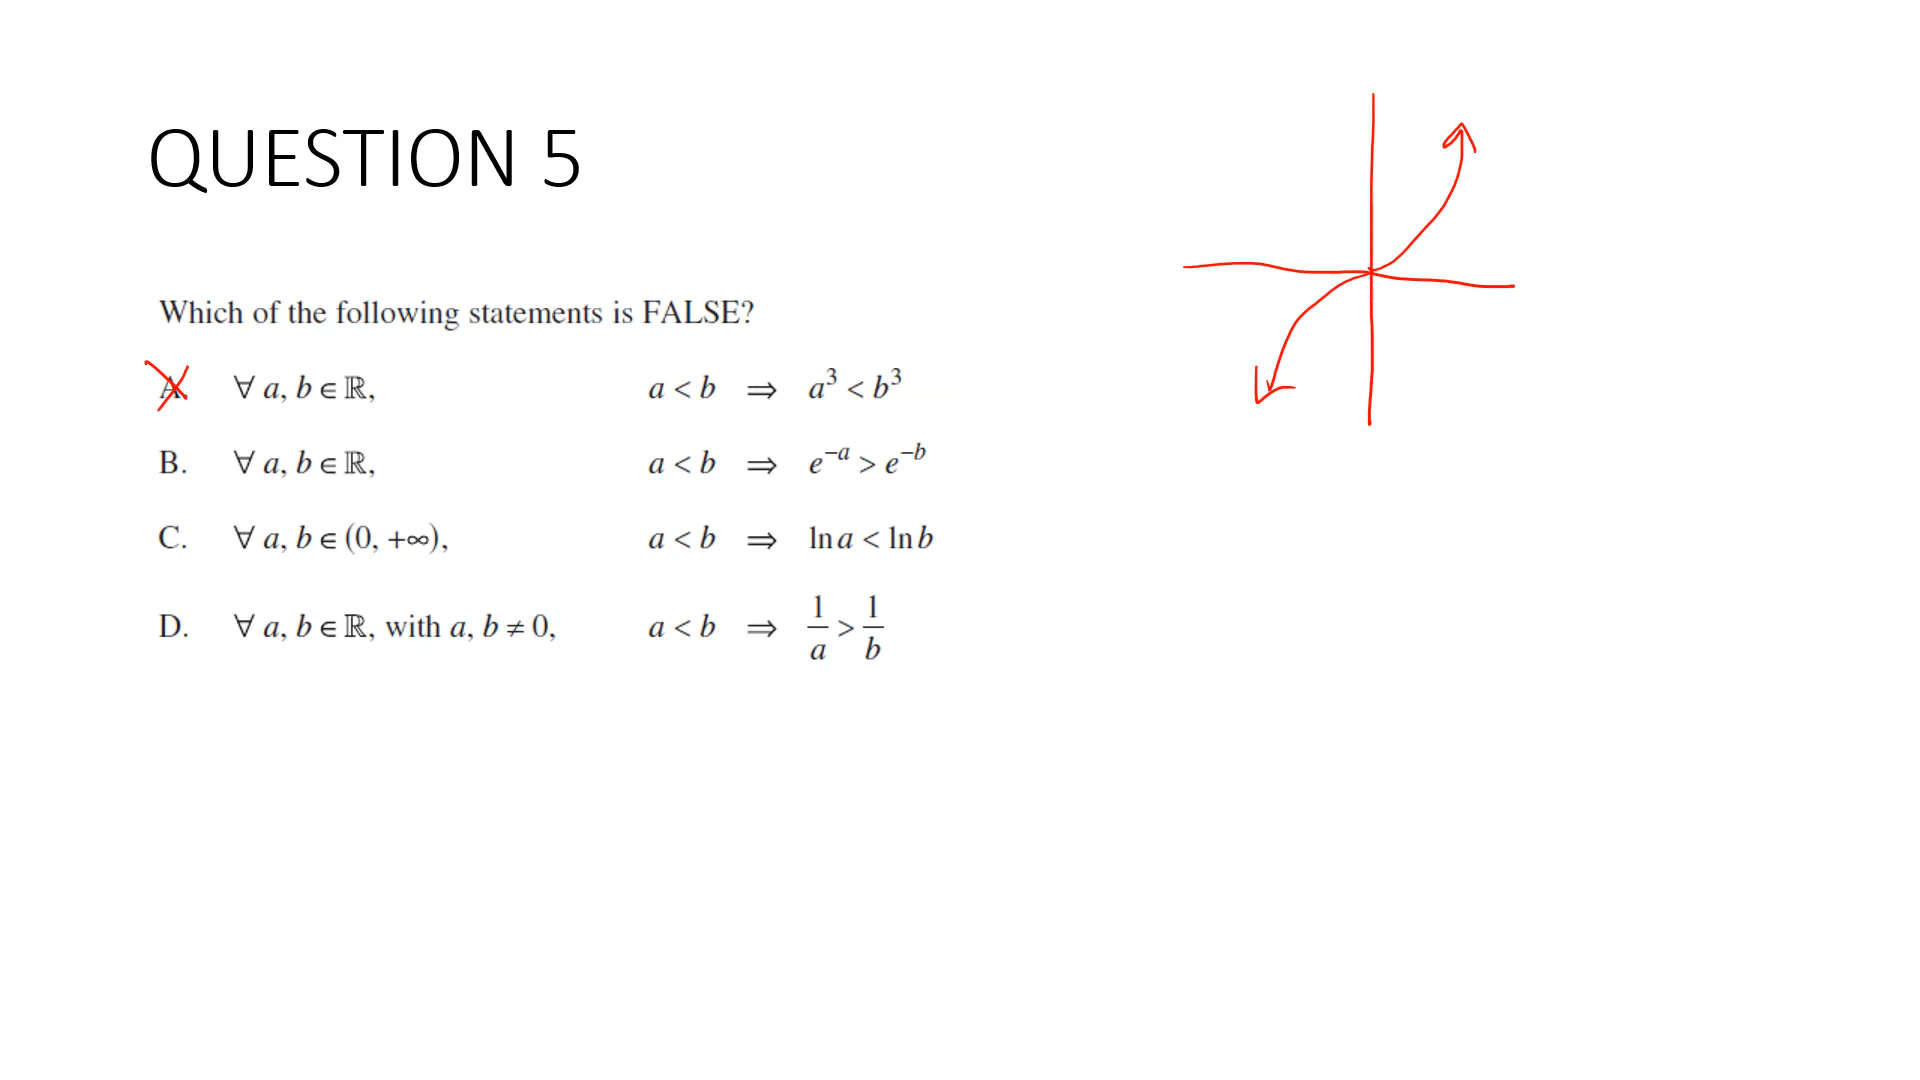 QUESTION 5
Which of the following statements is FALSE?
A. ∀ a, b ∈ ℝ, a < b ⇒ a³ < b³
B. ∀ a, b ∈ ℝ, a < b ⇒ e⁻ᵃ > e⁻ᵇ
C. ∀ a, b ∈ (0, +∞), a < b ⇒ ln a < ln b
D. ∀ a, b ∈ ℝ, with a, b ≠ 0, a < b ⇒ 1/a > 1/b